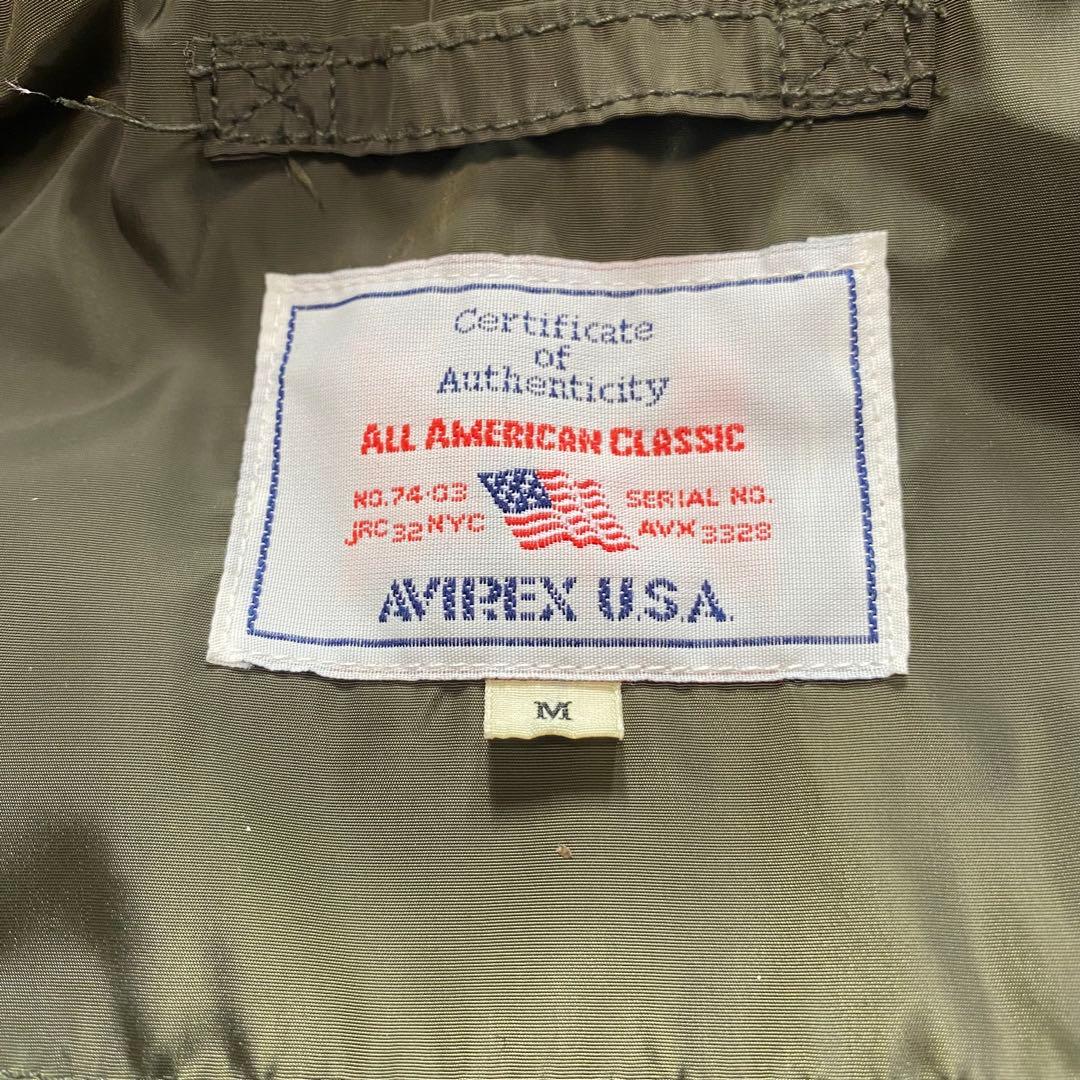 Certificate
of
Authenticity
ALL AMERICAN CLASSIC
NO.74-03 SERIAL NO.
JRC 32 NYC AVX 3328
AVIREX U.S.A.
M